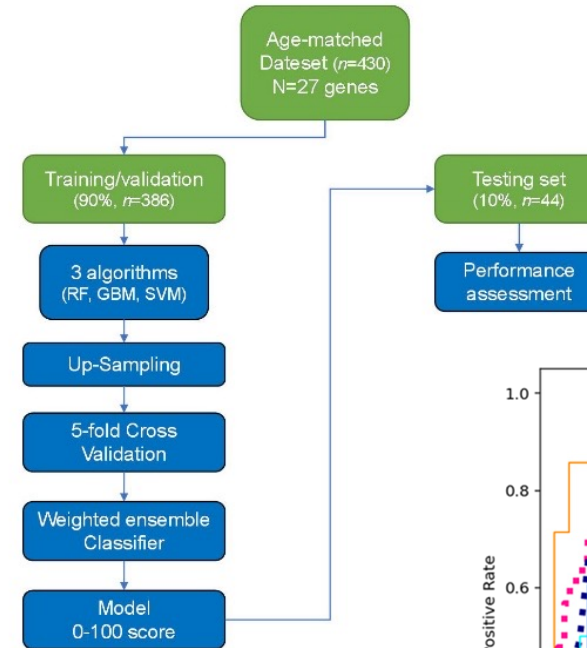 Age-matched
Dateset (n=430)
N=27 genes
Training/validation
(90%, n=386)
Testing set
(10%, n=44)
3 algorithms
(RF, GBM, SVM)
Performance
assessment
Up-Sampling
5-fold Cross
Validation
Weighted ensemble
Classifier
Model
0-100 score
1.0
0.8
0.6
ositive Rate